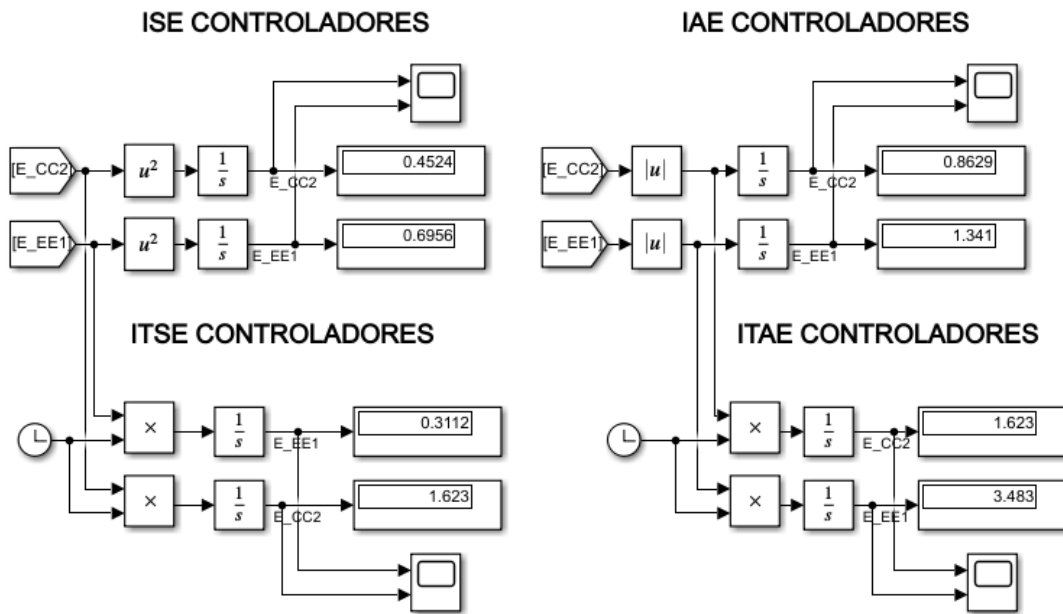 ISE CONTROLADORES
[E_CC2]
u²
1
s
E_CC2
0.4524
[E_EE1]
u²
1
s
E_EE1
0.6956
IAE CONTROLADORES
[E_CC2]
|u|
1
s
E_CC2
0.8629
[E_EE1]
|u|
1
s
E_EE1
1.341
ITSE CONTROLADORES
×
1
s
E_EE1
0.3112
×
1
s
E_CC2
1.623
ITAE CONTROLADORES
×
1
s
E_CC2
1.623
×
1
s
E_EE1
3.483